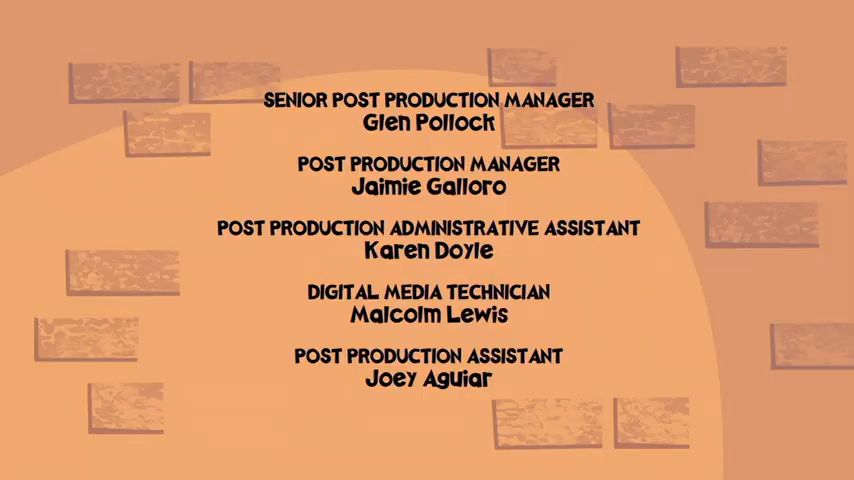 SENIOR POST PRODUCTION MANAGER
Glen Pollock
POST PRODUCTION MANAGER
Jaimie Galloro
POST PRODUCTION ADMINISTRATIVE ASSISTANT
Karen Doyle
DIGITAL MEDIA TECHNICIAN
Malcolm Lewis
POST PRODUCTION ASSISTANT
Joey Aguiar